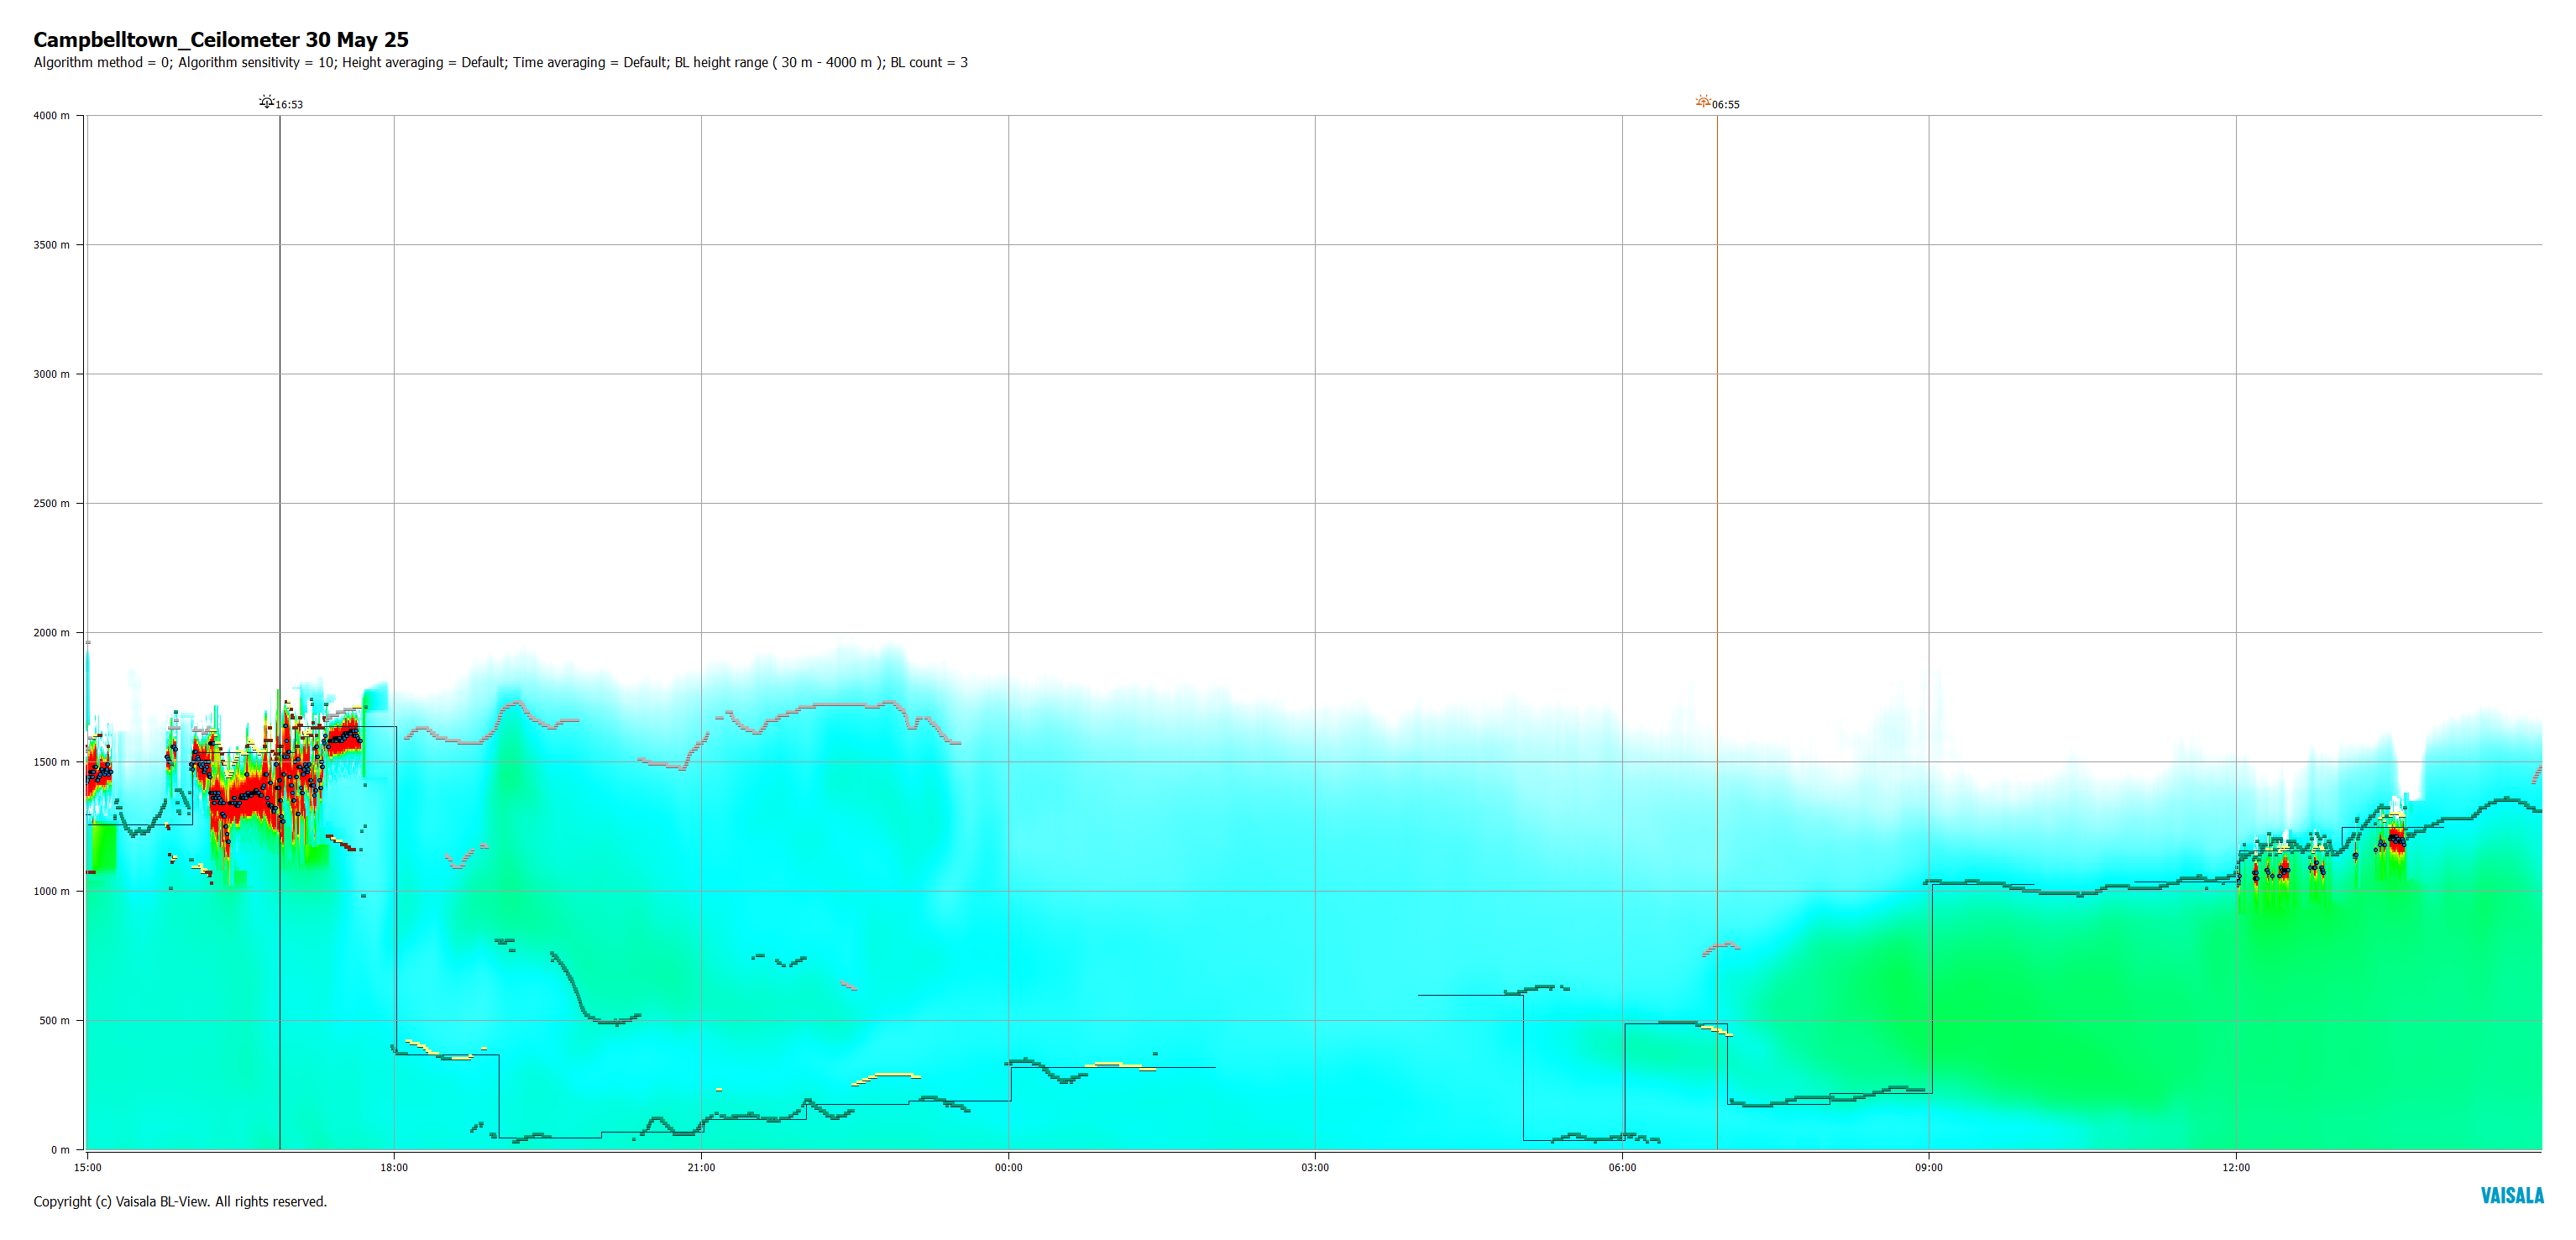 Campbelltown_Ceilometer 30 May 25
Algorithm method = 0; Algorithm sensitivity = 10; Height averaging = Default; Time averaging = Default; BL height range ( 30 m - 4000 m ); BL count = 3
16:53
06:55
4000 m
3500 m
3000 m
2500 m
2000 m
1500 m
1000 m
500 m
0 m
15:00
18:00
21:00
00:00
03:00
06:00
09:00
12:00
Copyright (c) Vaisala BL-View. All rights reserved.
VAISALA